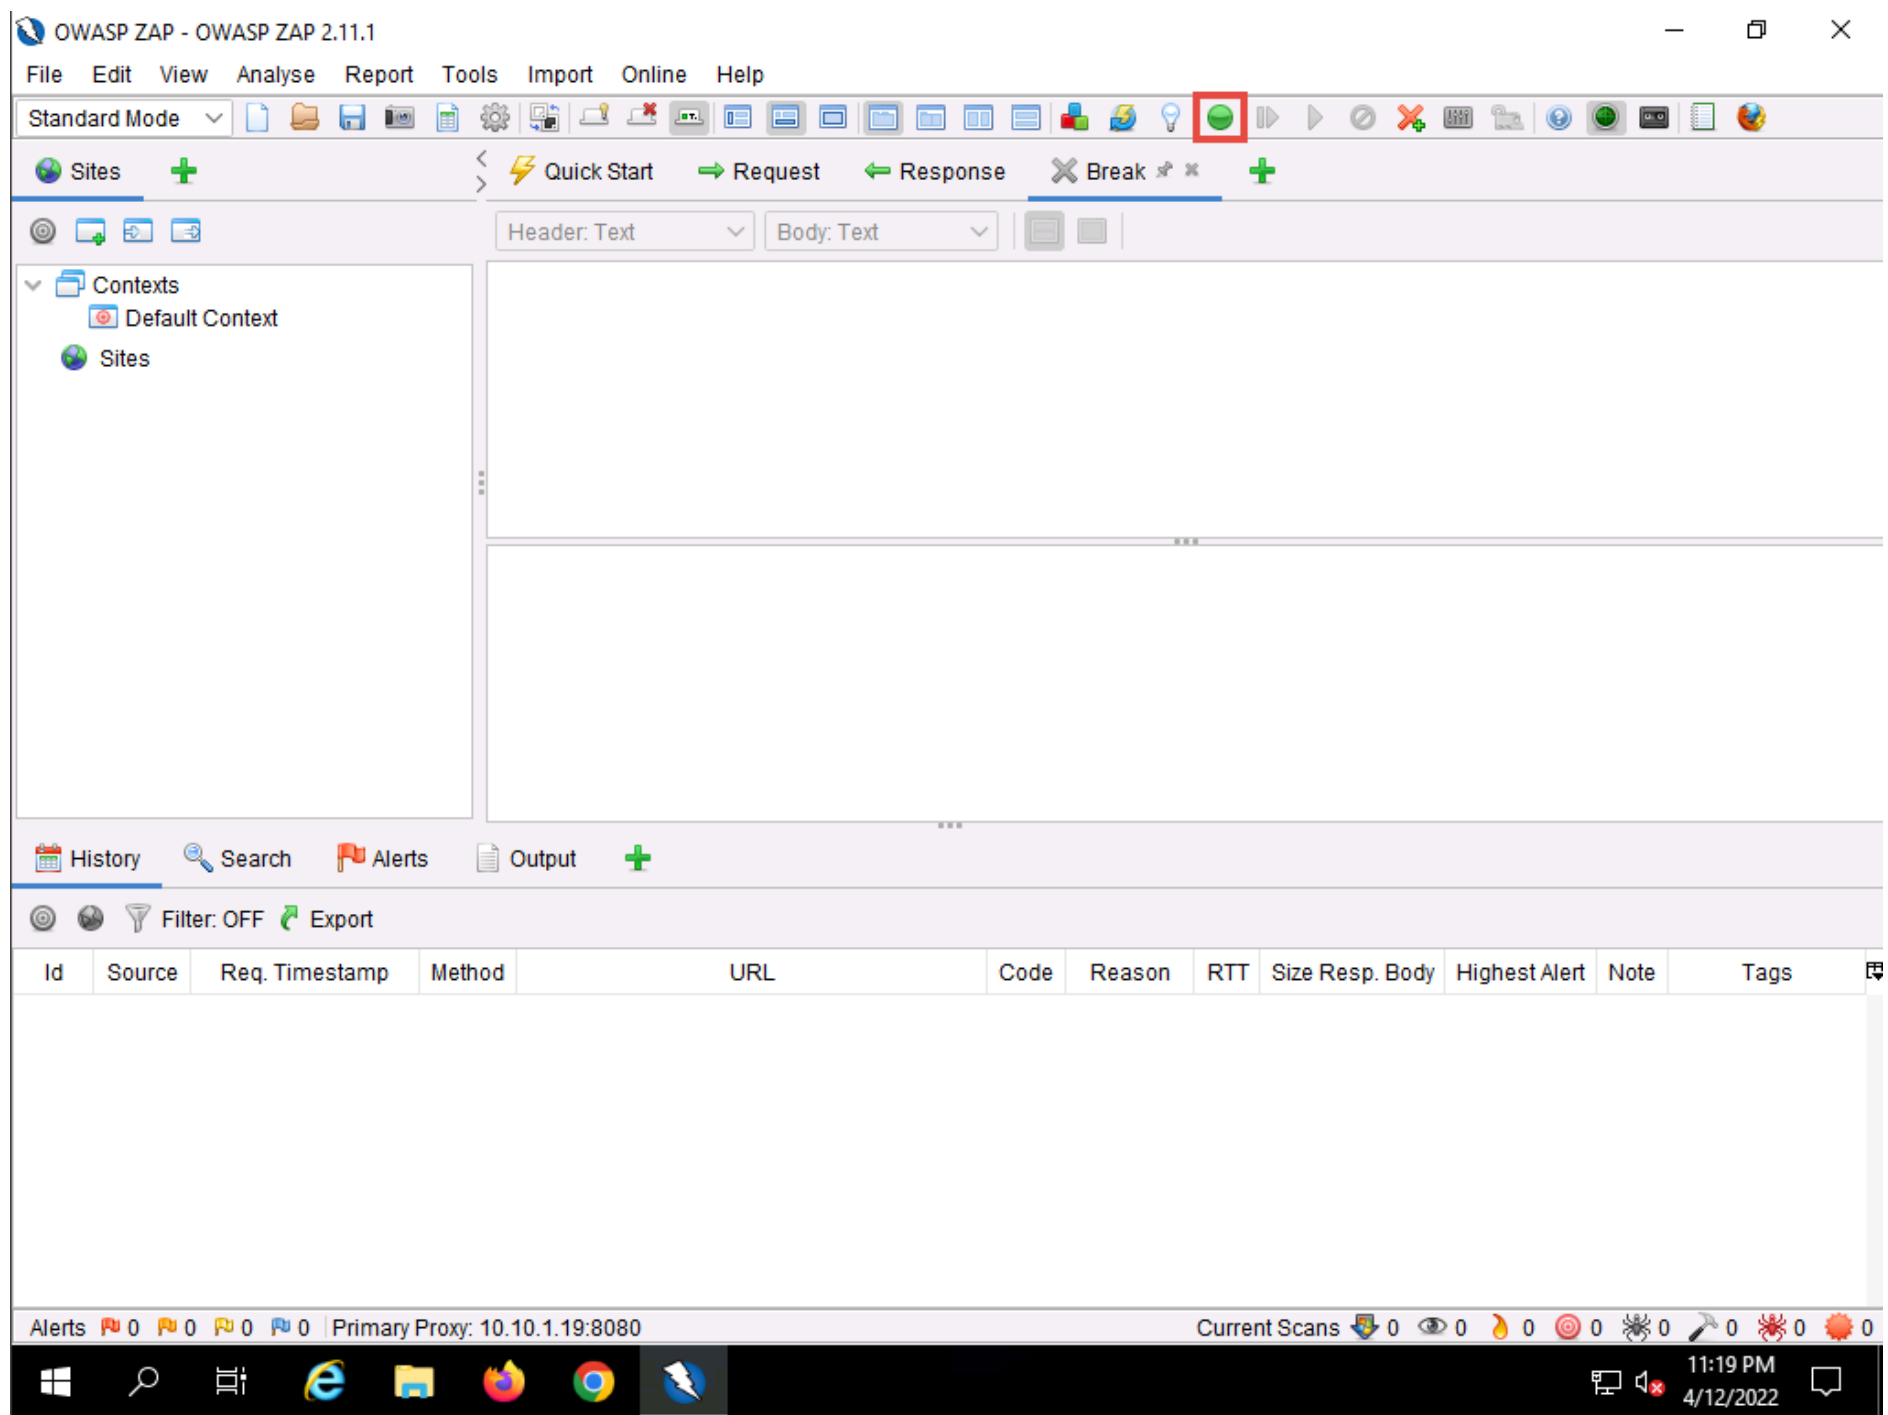 OWASP ZAP - OWASP ZAP 2.11.1
File Edit View Analyse Report Tools Import Online Help
Standard Mode
Sites
Quick Start Request Response Break
Header: Text Body: Text
Contexts
Default Context
Sites
History Search Alerts Output
Filter: OFF Export
Id Source Req. Timestamp Method URL Code Reason RTT Size Resp. Body Highest Alert Note Tags
Alerts 0 0 0 0 Primary Proxy: 10.10.1.19:8080 Current Scans 0 0 0 0 0 0 0 0
11:19 PM
4/12/2022